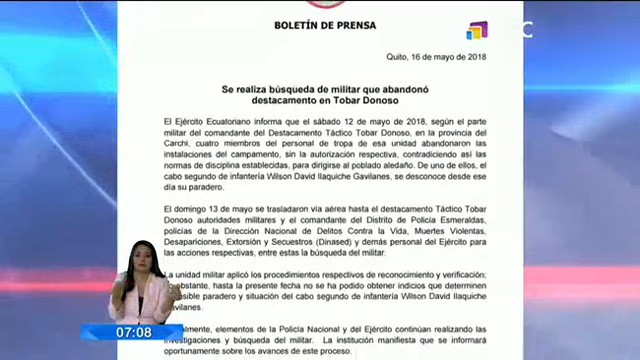 BOLETÍN DE PRENSA
C
Quito, 16 de mayo de 2018
Se realiza búsqueda de militar que abandonó
destacamento en Tobar Donoso
El Ejército Ecuatoriano informa que el sábado 12 de mayo de 2018, según el parte
militar del comandante del Destacamento Táctico Tobar Donoso, en la provincia del
Carchi, cuatro miembros del personal de tropa de esa unidad abandonaron las
instalaciones del campamento, sin la autorización respectiva, contradiciendo así las
normas de disciplina establecidas, para dirigirse al poblado aledaño. De uno de ellos, el
cabo segundo de infantería Wilson David Ilaquiche Gavilanes, se desconoce desde ese
día su paradero.
El domingo 13 de mayo se trasladaron vía aérea hasta el destacamento Táctico Tobar
Donoso autoridades militares y el comandante del Distrito de Policía Esmeraldas,
policías de la Dirección Nacional de Delitos Contra la Vida, Muertes Violentas,
Desapariciones, Extorsión y Secuestros (Dinased) y demás personal del Ejército para
las acciones respectivas, entre estas la búsqueda del militar.
La unidad militar aplicó los procedimientos respectivos de reconocimiento y verificación;
obstante, hasta la presente fecha no se ha podido obtener indicios que determinen
sible paradero y situación del cabo segundo de infantería Wilson David Ilaquiche
vilanes.
lmente, elementos de la Policía Nacional y del Ejército continúan realizando las
vestigaciones y búsqueda del militar. La institución manifiesta que se informará
oportunamente sobre los avances de este proceso.
07:08